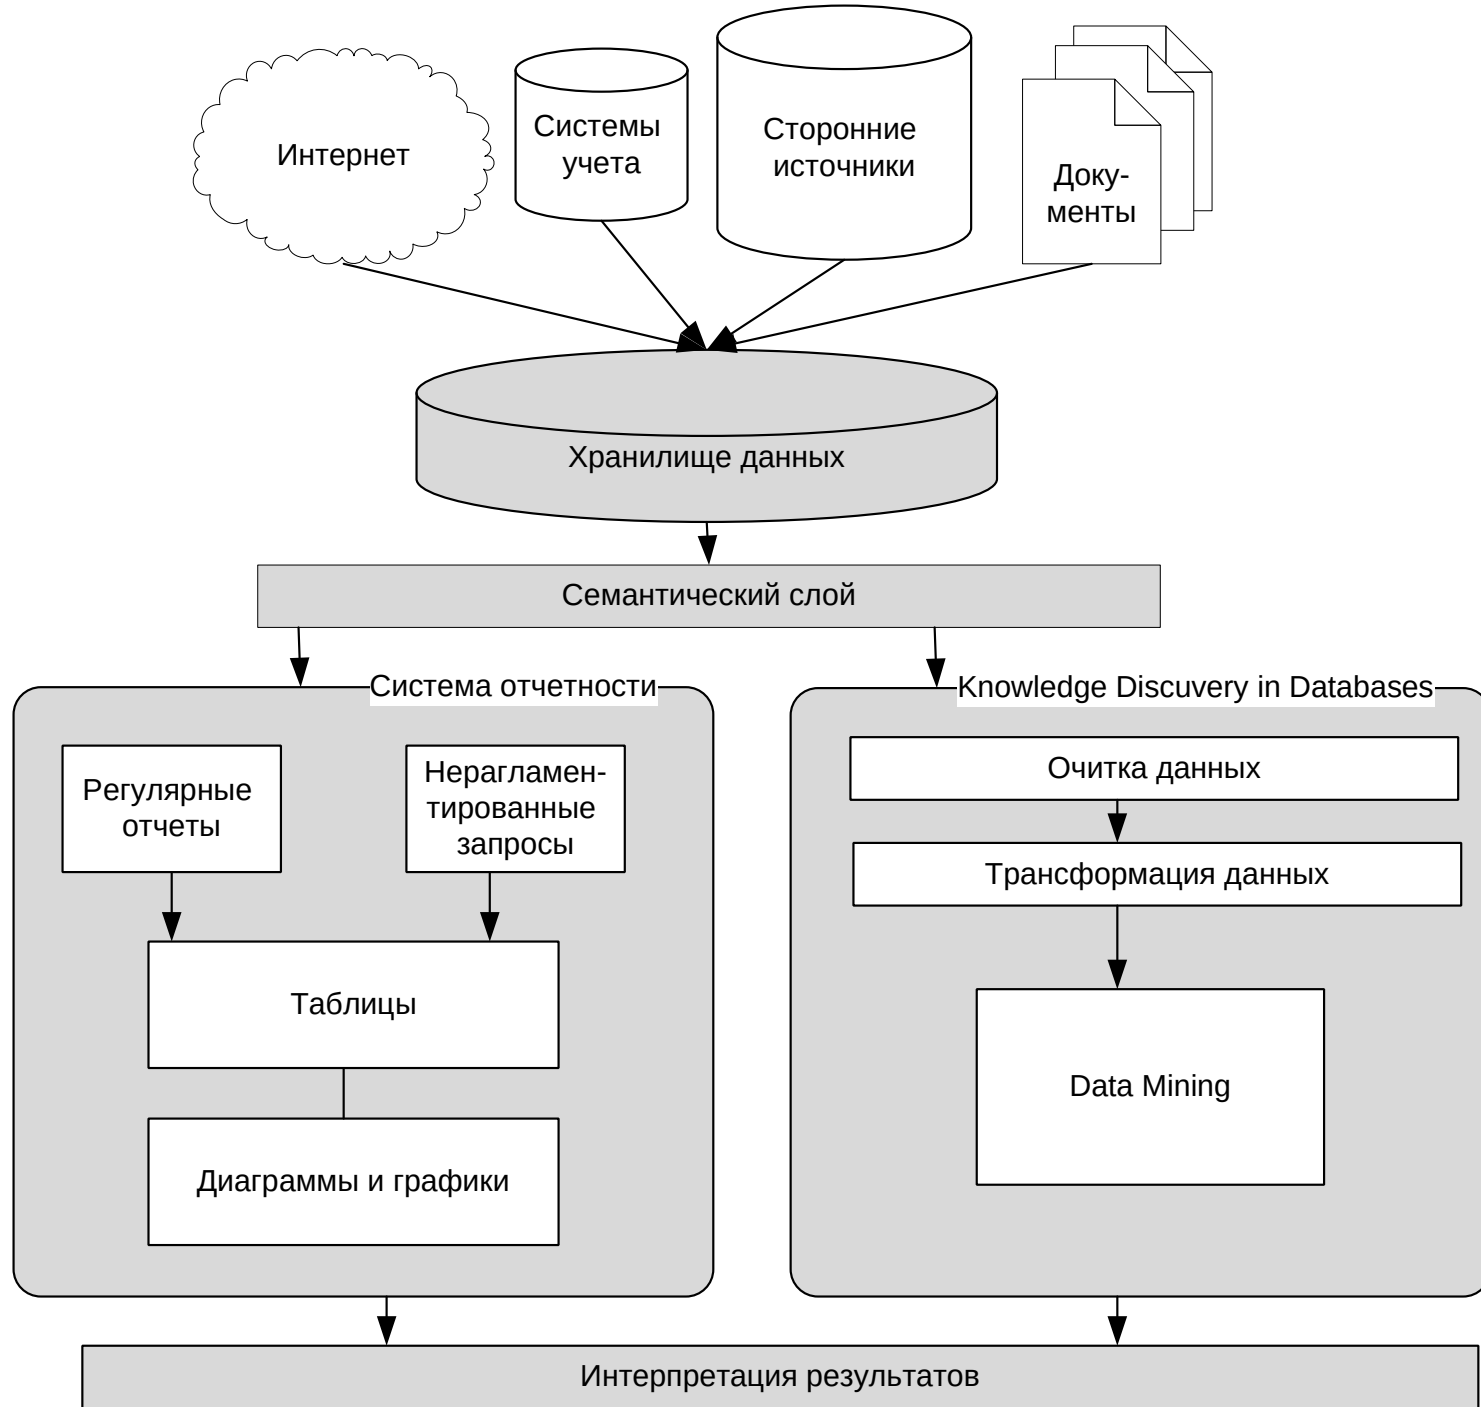 Интернет
Системы
учета
Сторонние
источники
Доку-
менты
Хранилище данных
Семантический слой
Система отчетности
Регулярные
отчеты
Нерагламен-
тированные
запросы
Таблицы
Диаграммы и графики
Knowledge Discuvery in Databases
Очитка данных
Трансформация данных
Data Mining
Интерпретация результатов